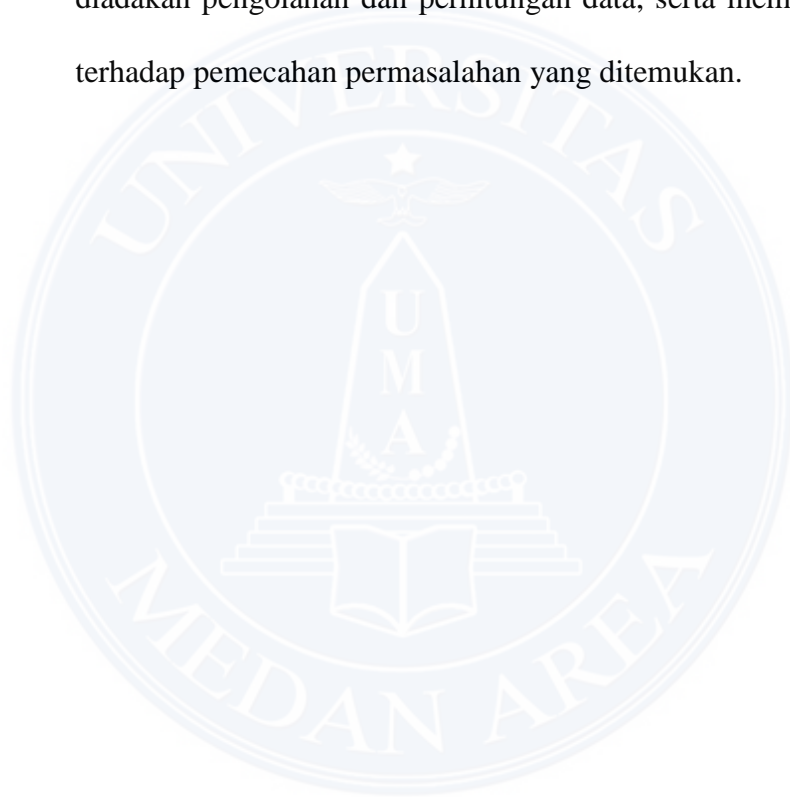 diadakan pengolahan dan perhitungan data, serta
terhadap pemecahan permasalahan yang ditemukan.
UNIVERSITAS
U
M
A
MEDAN AREA